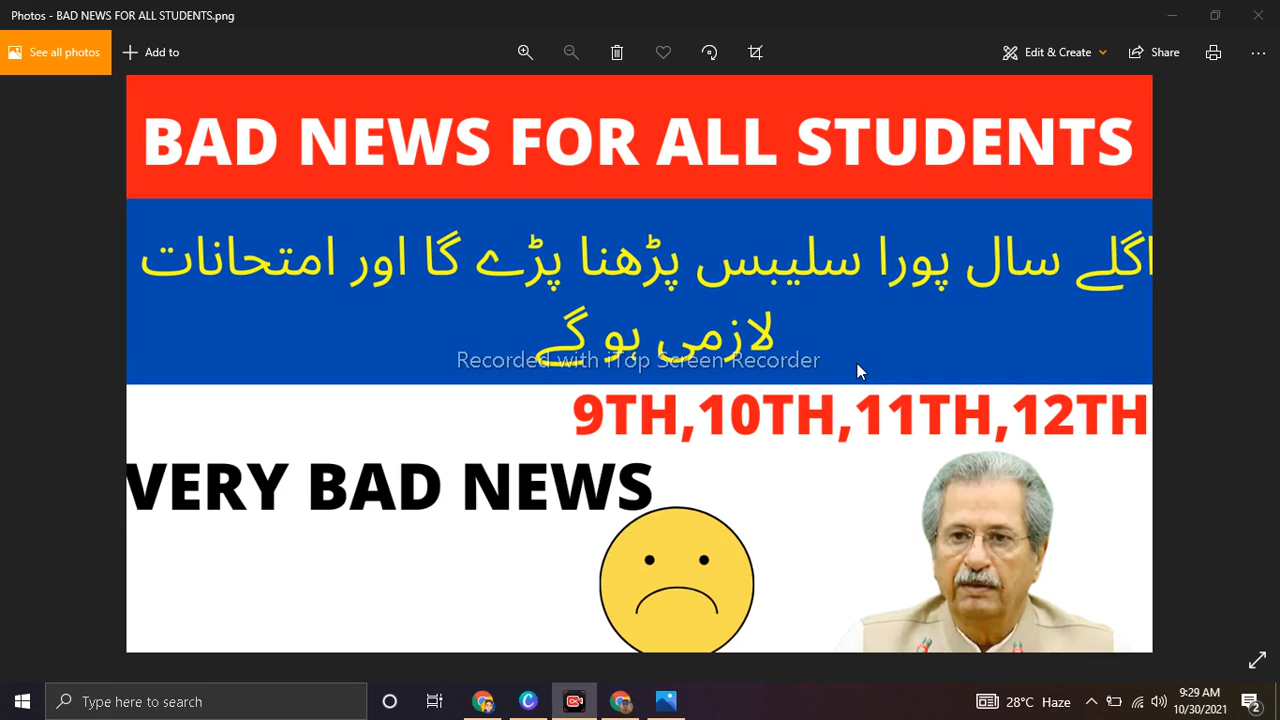 Photos - BAD NEWS FOR ALL STUDENTS.png
See all photos
Add to
Edit & Create
Share
BAD NEWS FOR ALL STUDENTS
اگلے سال پورا سلیبس پڑھنا پڑے گا اور امتحانات
لازمی ہو گے
Recorded with iTop Screen Recorder
9TH,10TH,11TH,12TH
VERY BAD NEWS
Type here to search
28°C Haze
9:29 AM
10/30/2021
2